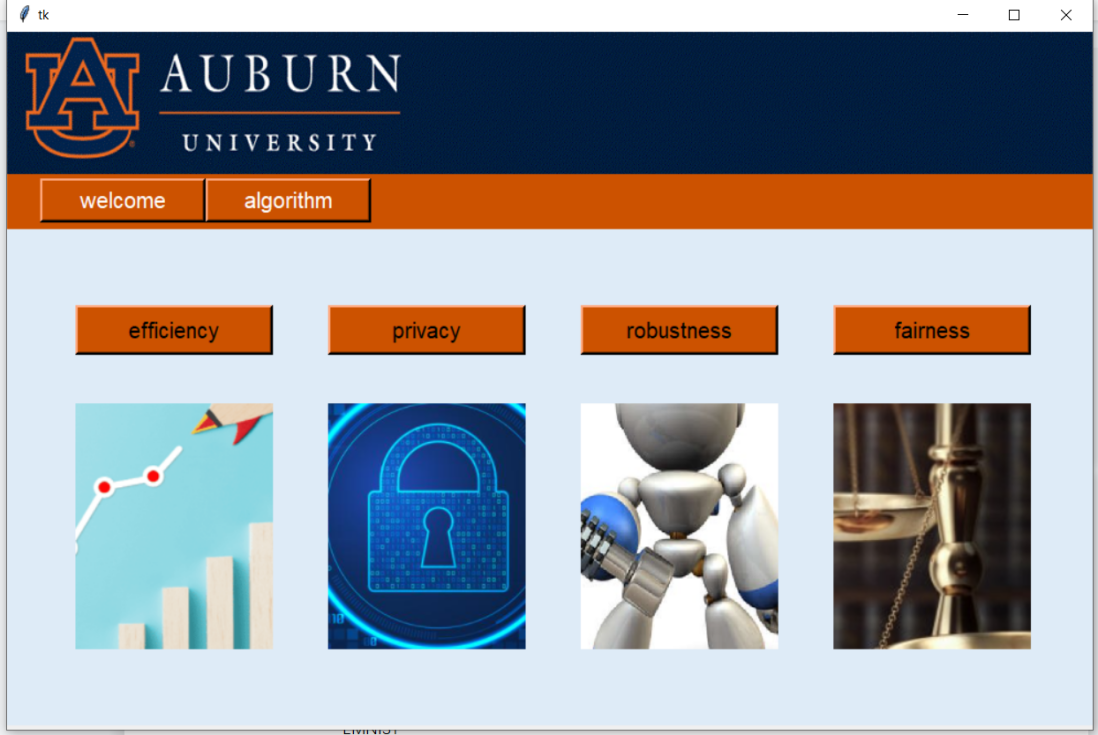 tk
AUBURN
UNIVERSITY
welcome
algorithm
efficiency
privacy
robustness
fairness